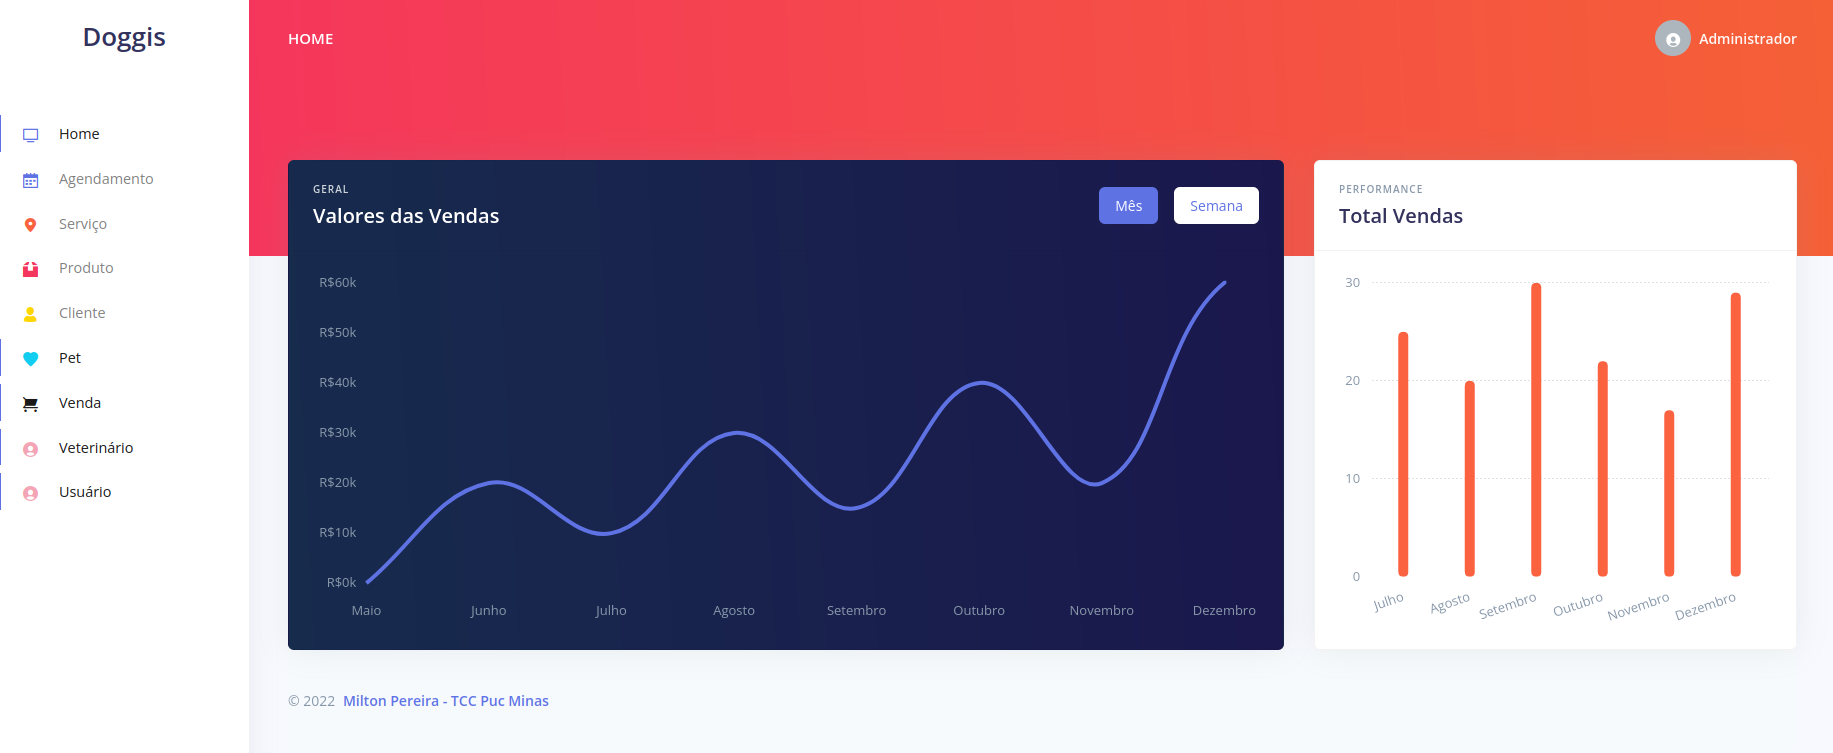 Doggis
Home
Agendamento
Serviço
Produto
Cliente
Pet
Venda
Veterinário
Usuário
HOME
Administrador
GERAL
Valores das Vendas
Mês Semana
R$60k
R$50k
R$40k
R$30k
R$20k
R$10k
R$0k
Maio Junho Julho Agosto Setembro Outubro Novembro Dezembro
PERFORMANCE
Total Vendas
30
20
10
0
Julho Agosto Setembro Outubro Novembro Dezembro
© 2022 Milton Pereira - TCC Puc Minas